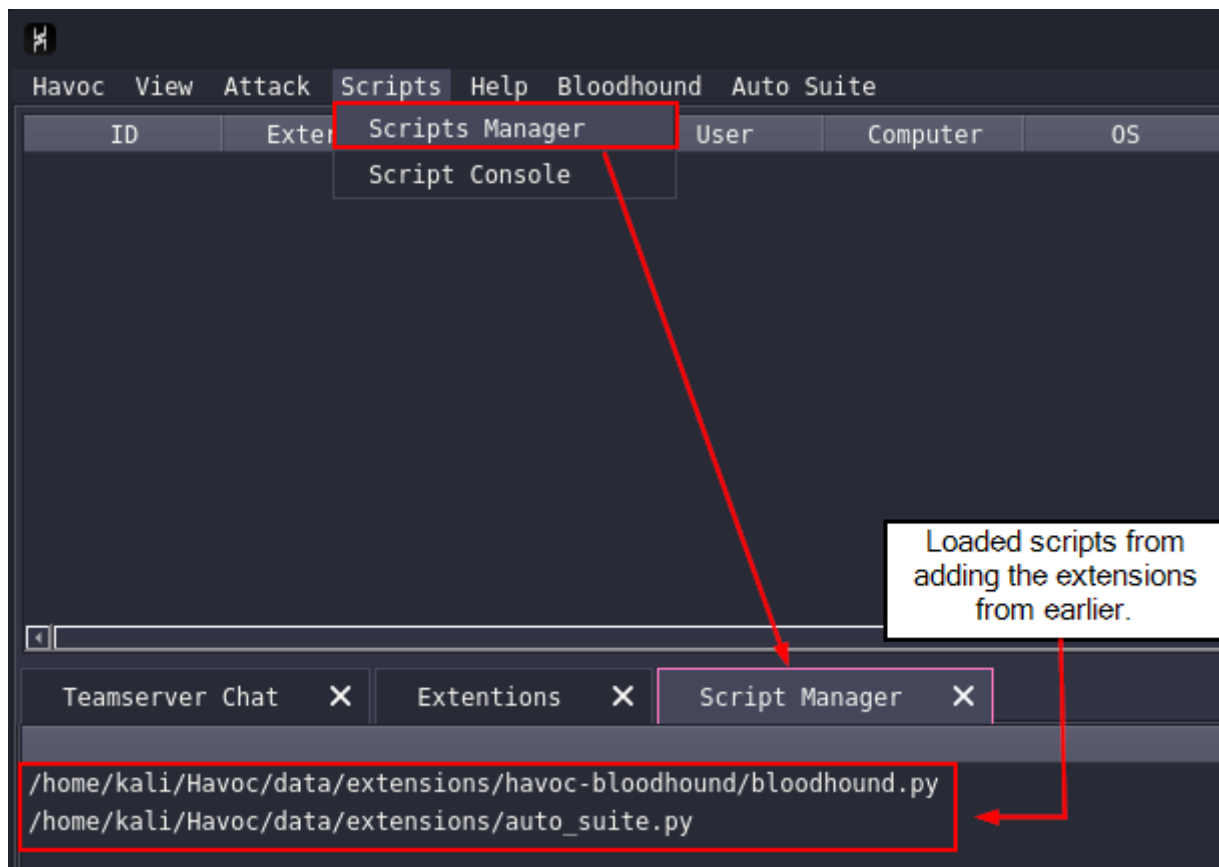 Havoc View Attack Scripts Help Bloodhound Auto Suite
ID Exter User Computer OS
Scripts Manager
Script Console
Loaded scripts from
adding the extensions
from earlier.
Teamserver Chat Extentions Script Manager
/home/kali/Havoc/data/extensions/havoc-bloodhound/bloodhound.py
/home/kali/Havoc/data/extensions/auto_suite.py